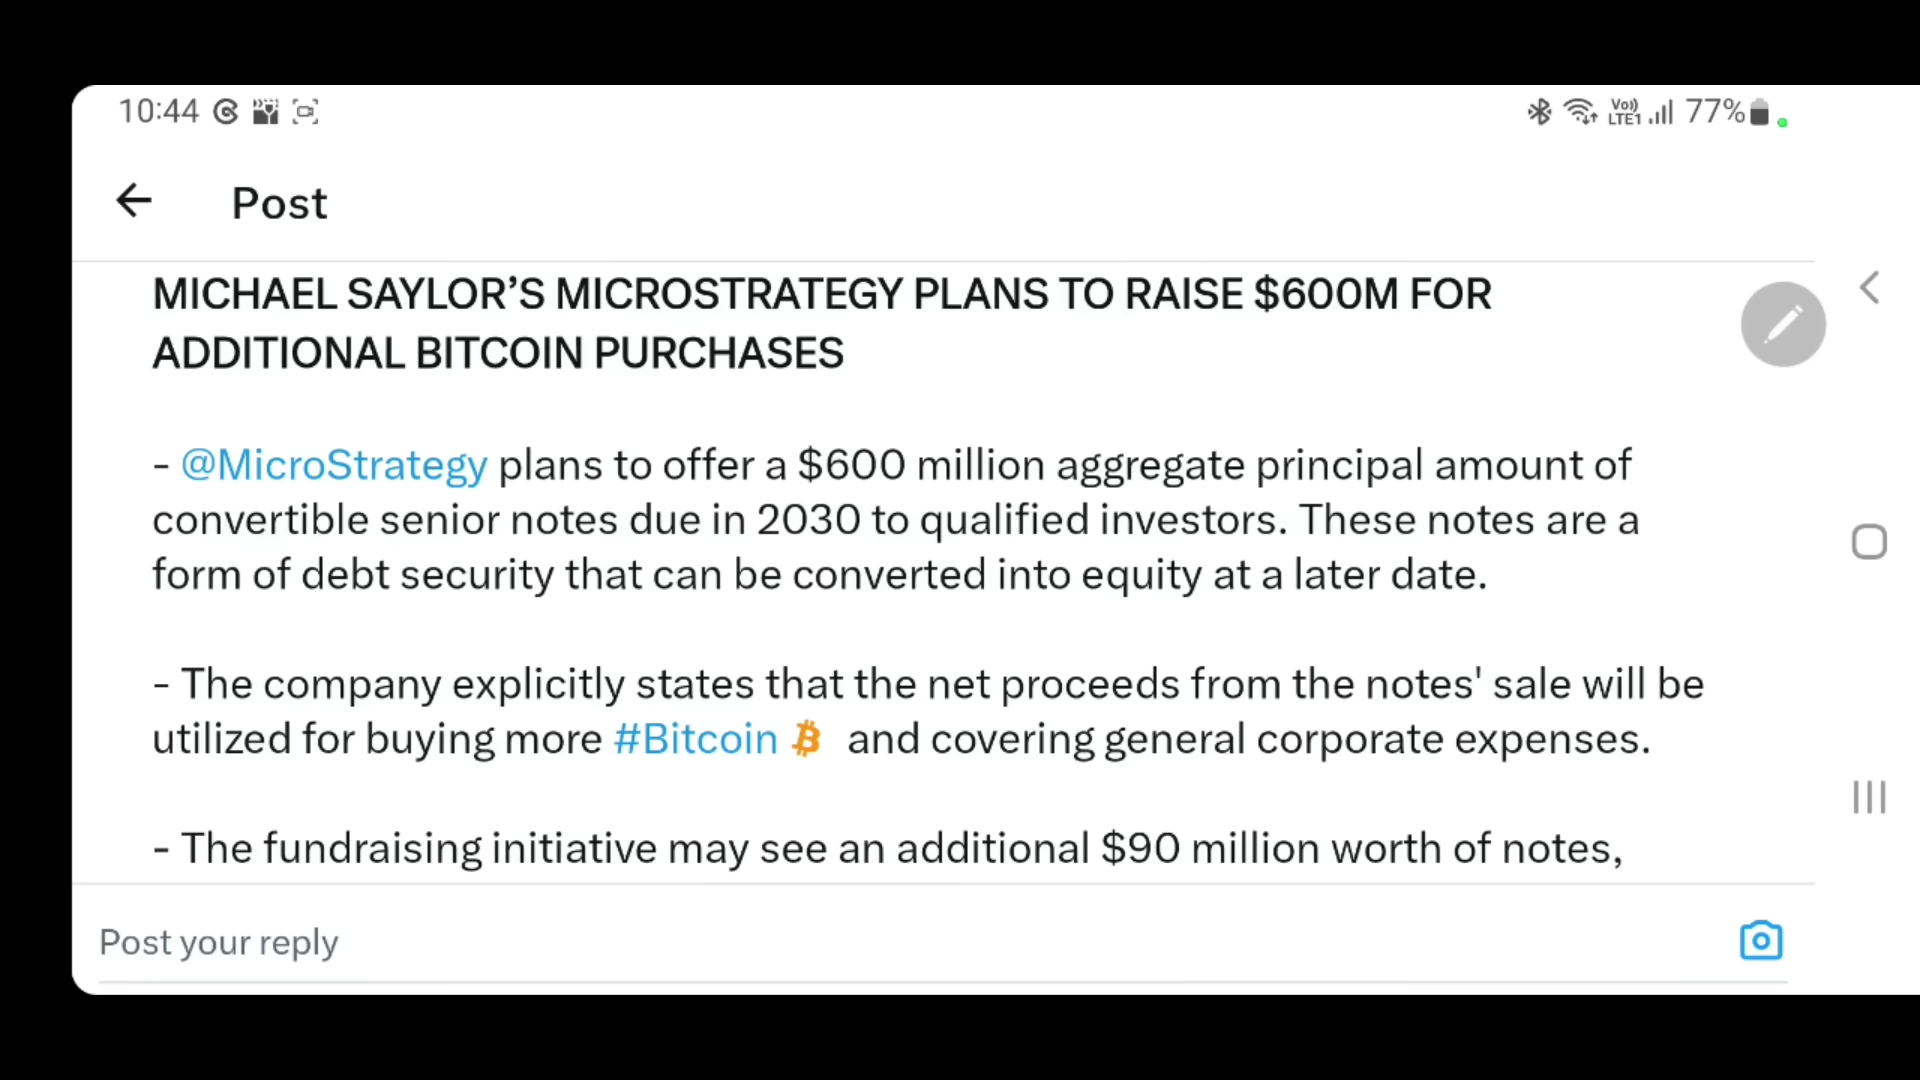 10:44
Vo))
LTE1
77%
Post
MICHAEL SAYLOR’S MICROSTRATEGY PLANS TO RAISE $600M FOR
ADDITIONAL BITCOIN PURCHASES
- @MicroStrategy plans to offer a $600 million aggregate principal amount of
convertible senior notes due in 2030 to qualified investors. These notes are a
form of debt security that can be converted into equity at a later date.
- The company explicitly states that the net proceeds from the notes' sale will be
utilized for buying more #Bitcoin and covering general corporate expenses.
- The fundraising initiative may see an additional $90 million worth of notes,
Post your reply